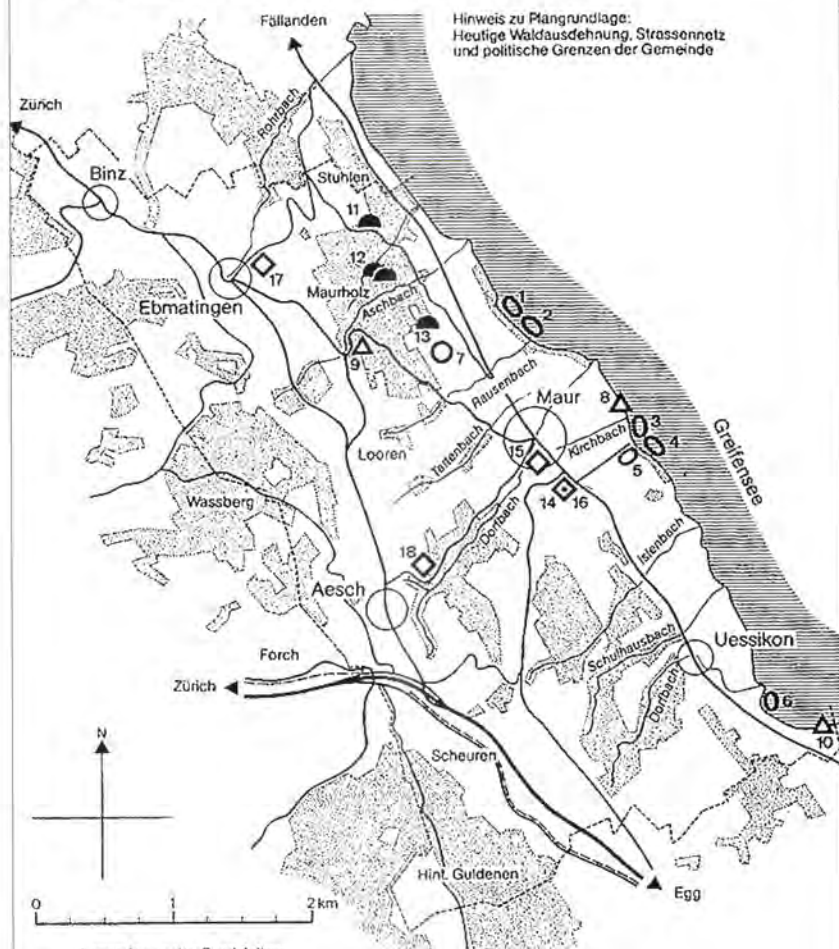 Fällanden
Hinweis zu Plangrundlage:
Heutige Waldausdehnung, Strassennetz
und politische Grenzen der Gemeinde
Zürich
Rohrbach
Binz
Stuhlen
11
12
17
Ebmatingen
Maurholz
Aschbach
1
2
13
7
9
Rausenbach
Maur
8
3
4
Greifensee
Looren
Kirchbach
15
5
Wassberg
14
16
Dorfbach
Islenbach
18
Aesch
Schulhausbach
Uessikon
Forch
Zürich
Dorfbach
6
10
N
Scheuren
Hint. Guldenen
Egg
0
1
2 km